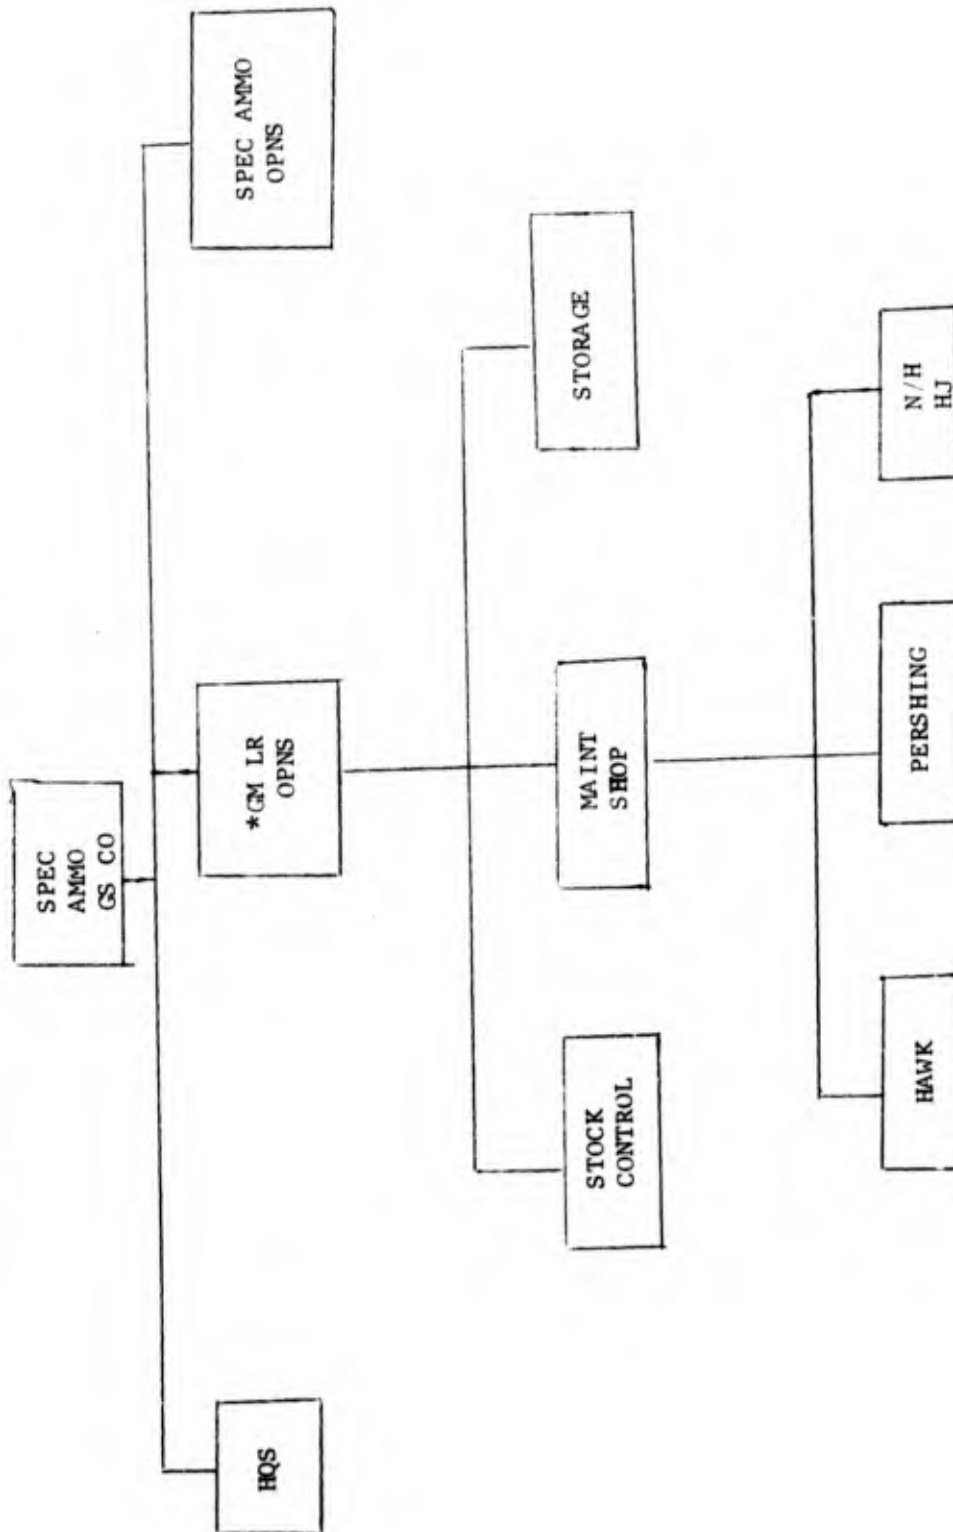 SPEC
AMMO
GS CO
HQS
*GM LR
OPNS
SPEC AMMO
OPNS
STOCK
CONTROL
MAINT
SHOP
STORAGE
HAWK
PERSHING
N/H
HJ